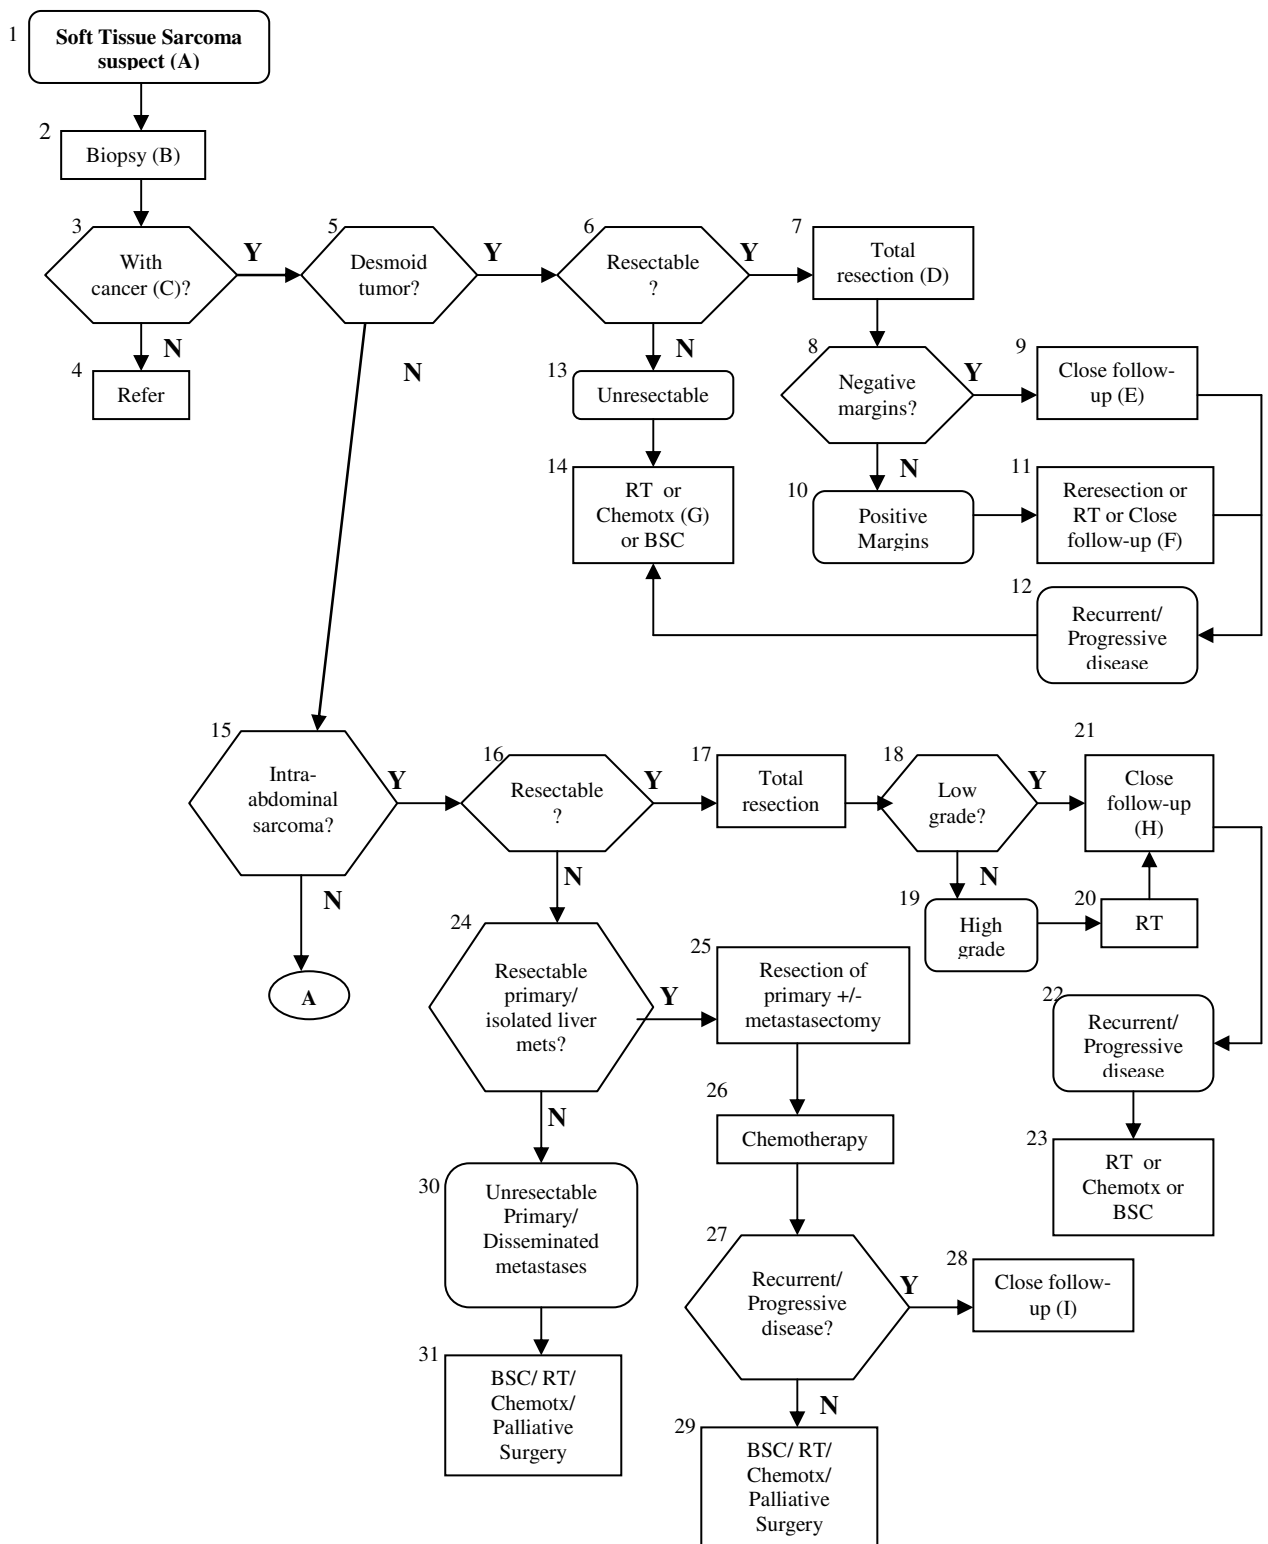 1
Soft Tissue Sarcoma
suspect (A)
2
Biopsy (B)
3
With
cancer (C)?
Y
N
4
Refer
5
Desmoid
tumor?
Y
N
6
Resectable
?
Y
N
7
Total
resection (D)
8
Negative
margins?
Y
N
9
Close follow-
up (E)
10
Positive
Margins
11
Reresection or
RT or Close
follow-up (F)
12
Recurrent/
Progressive
disease
13
Unresectable
14
RT or
Chemotx (G)
or BSC
15
Intra-
abdominal
sarcoma?
Y
N
A
16
Resectable
?
Y
N
17
Total
resection
18
Low
grade?
Y
N
19
High
grade
20
RT
21
Close
follow-up
(H)
22
Recurrent/
Progressive
disease
23
RT or
Chemotx or
BSC
24
Resectable
primary/
isolated liver
mets?
Y
N
25
Resection of
primary +/-
metastasectomy
26
Chemotherapy
27
Recurrent/
Progressive
disease?
Y
N
28
Close follow-
up (I)
29
BSC/ RT/
Chemotx/
Palliative
Surgery
30
Unresectable
Primary/
Disseminated
metastases
31
BSC/ RT/
Chemotx/
Palliative
Surgery